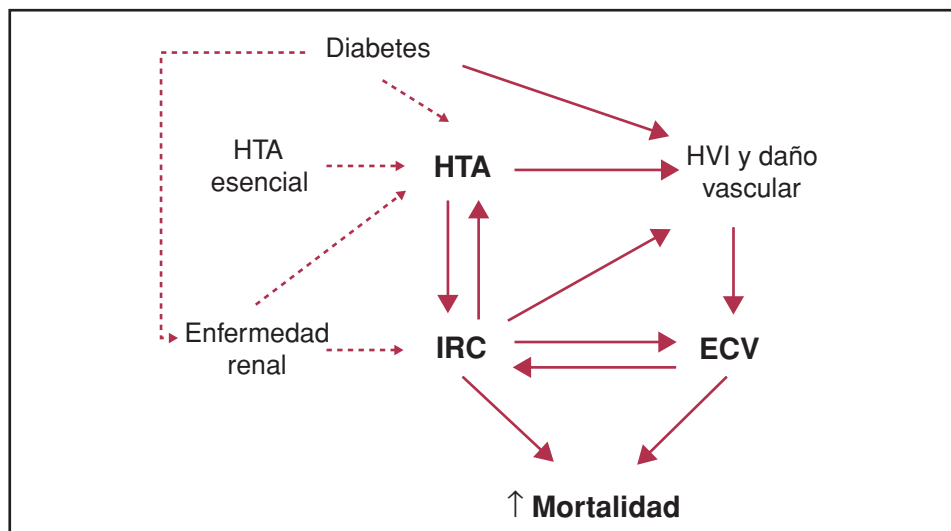 Diabetes
HTA
esencial
HTA
HVI y daño
vascular
Enfermedad
renal
IRC
ECV
↑ Mortalidad